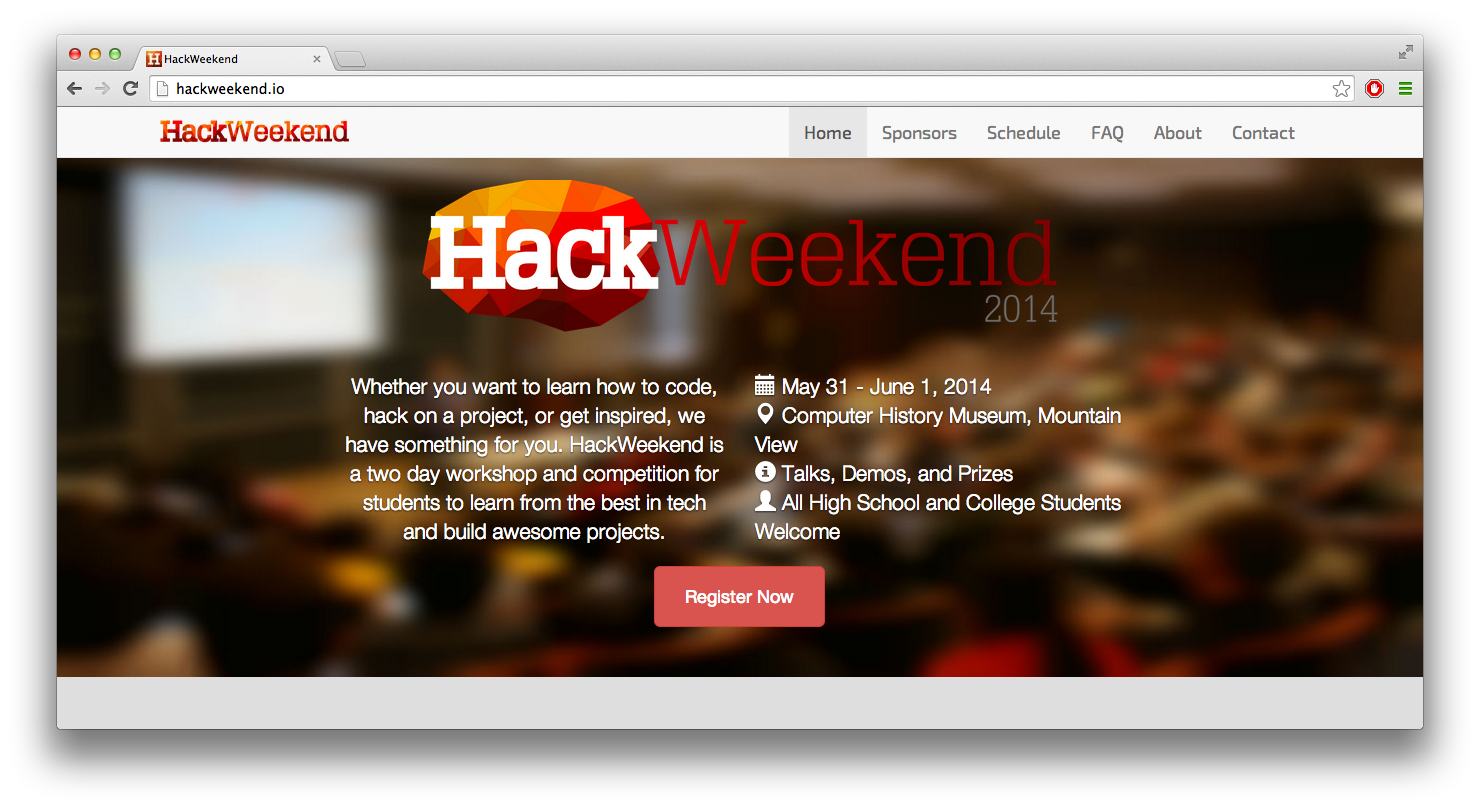 HackWeekend
hackweekend.io
HackWeekend
Home Sponsors Schedule FAQ About Contact
HackWeekend
2014
Whether you want to learn how to code,
hack on a project, or get inspired, we
have something for you. HackWeekend is
a two day workshop and competition for
students to learn from the best in tech
and build awesome projects.
May 31 - June 1, 2014
Computer History Museum, Mountain
View
Talks, Demos, and Prizes
All High School and College Students
Welcome
Register Now